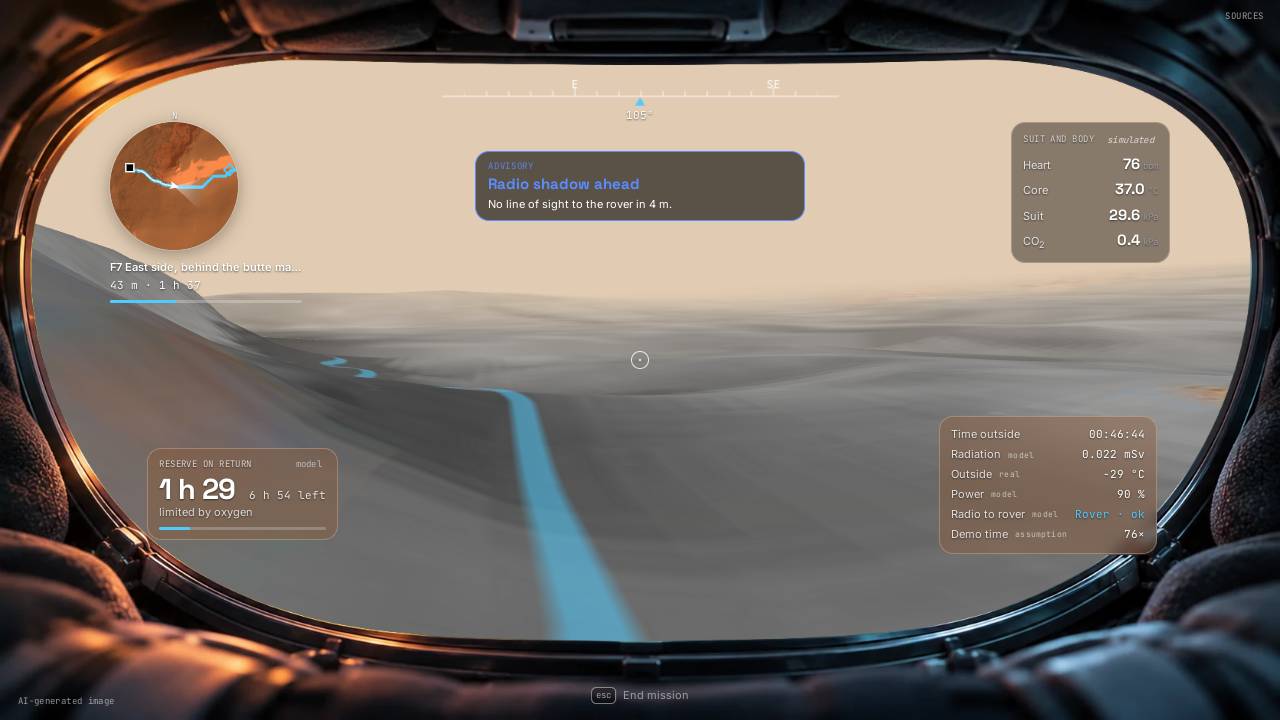 SOURCES
E
SE
105°
N
ADVISORY
Radio shadow ahead
No line of sight to the rover in 4 m.
SUIT AND BODY simulated
Heart 76 bpm
Core 37.0 °C
Suit 29.6 kPa
CO2 0.4 kPa
F7 East side, behind the butte ma...
43 m · 1 h 37
RESERVE ON RETURN model
1 h 29 6 h 54 left
limited by oxygen
Time outside 00:46:44
Radiation model 0.022 mSv
Outside real -29 °C
Power model 90 %
Radio to rover model Rover · ok
Demo time assumption 76×
esc End mission
AI-generated image